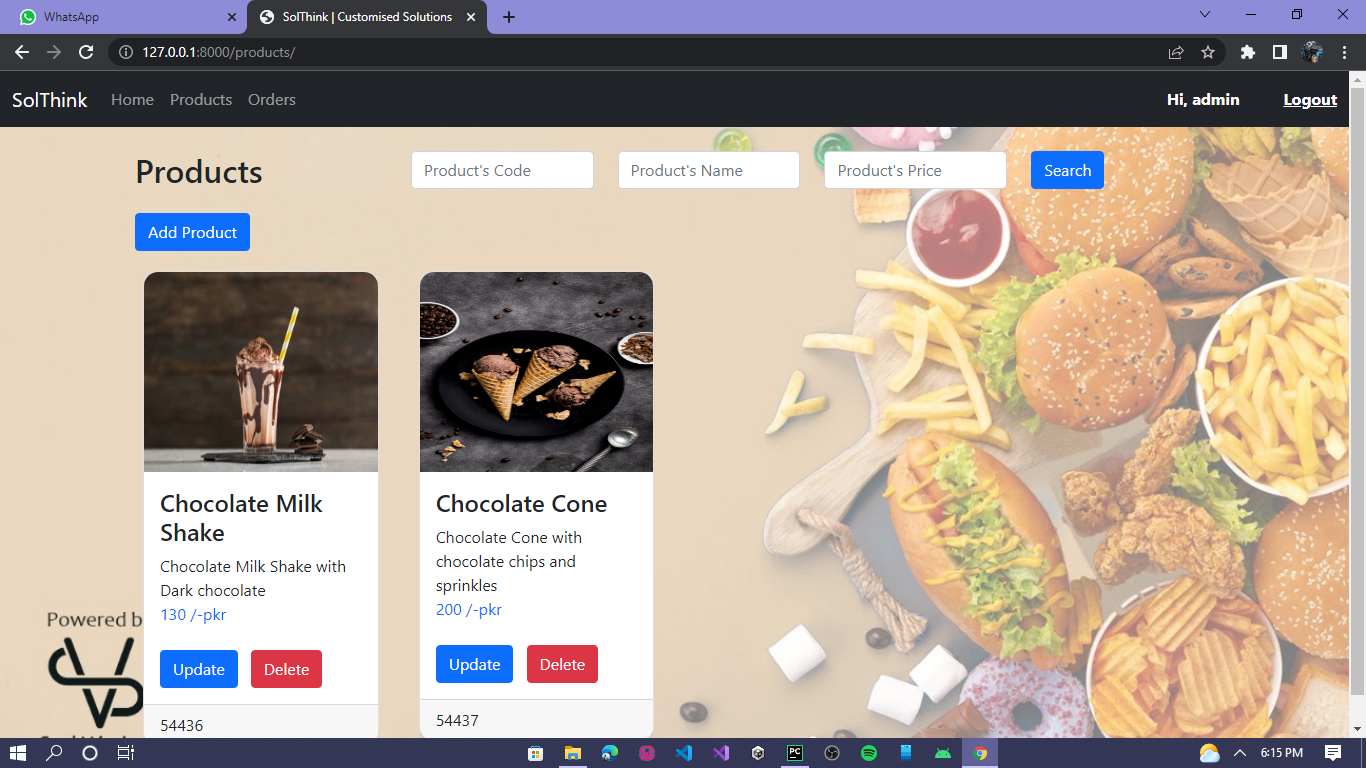 WhatsApp
SolThink | Customised Solutions
127.0.0.1:8000/products/
SolThink
Home
Products
Orders
Hi, admin
Logout
Products
Product's Code
Product's Name
Product's Price
Search
Add Product
Chocolate Milk
Shake
Chocolate Milk Shake with
Dark chocolate
130 /-pkr
Update
Delete
54436
Chocolate Cone
Chocolate Cone with
chocolate chips and
sprinkles
200 /-pkr
Update
Delete
54437
Powered b
PC
6:15 PM